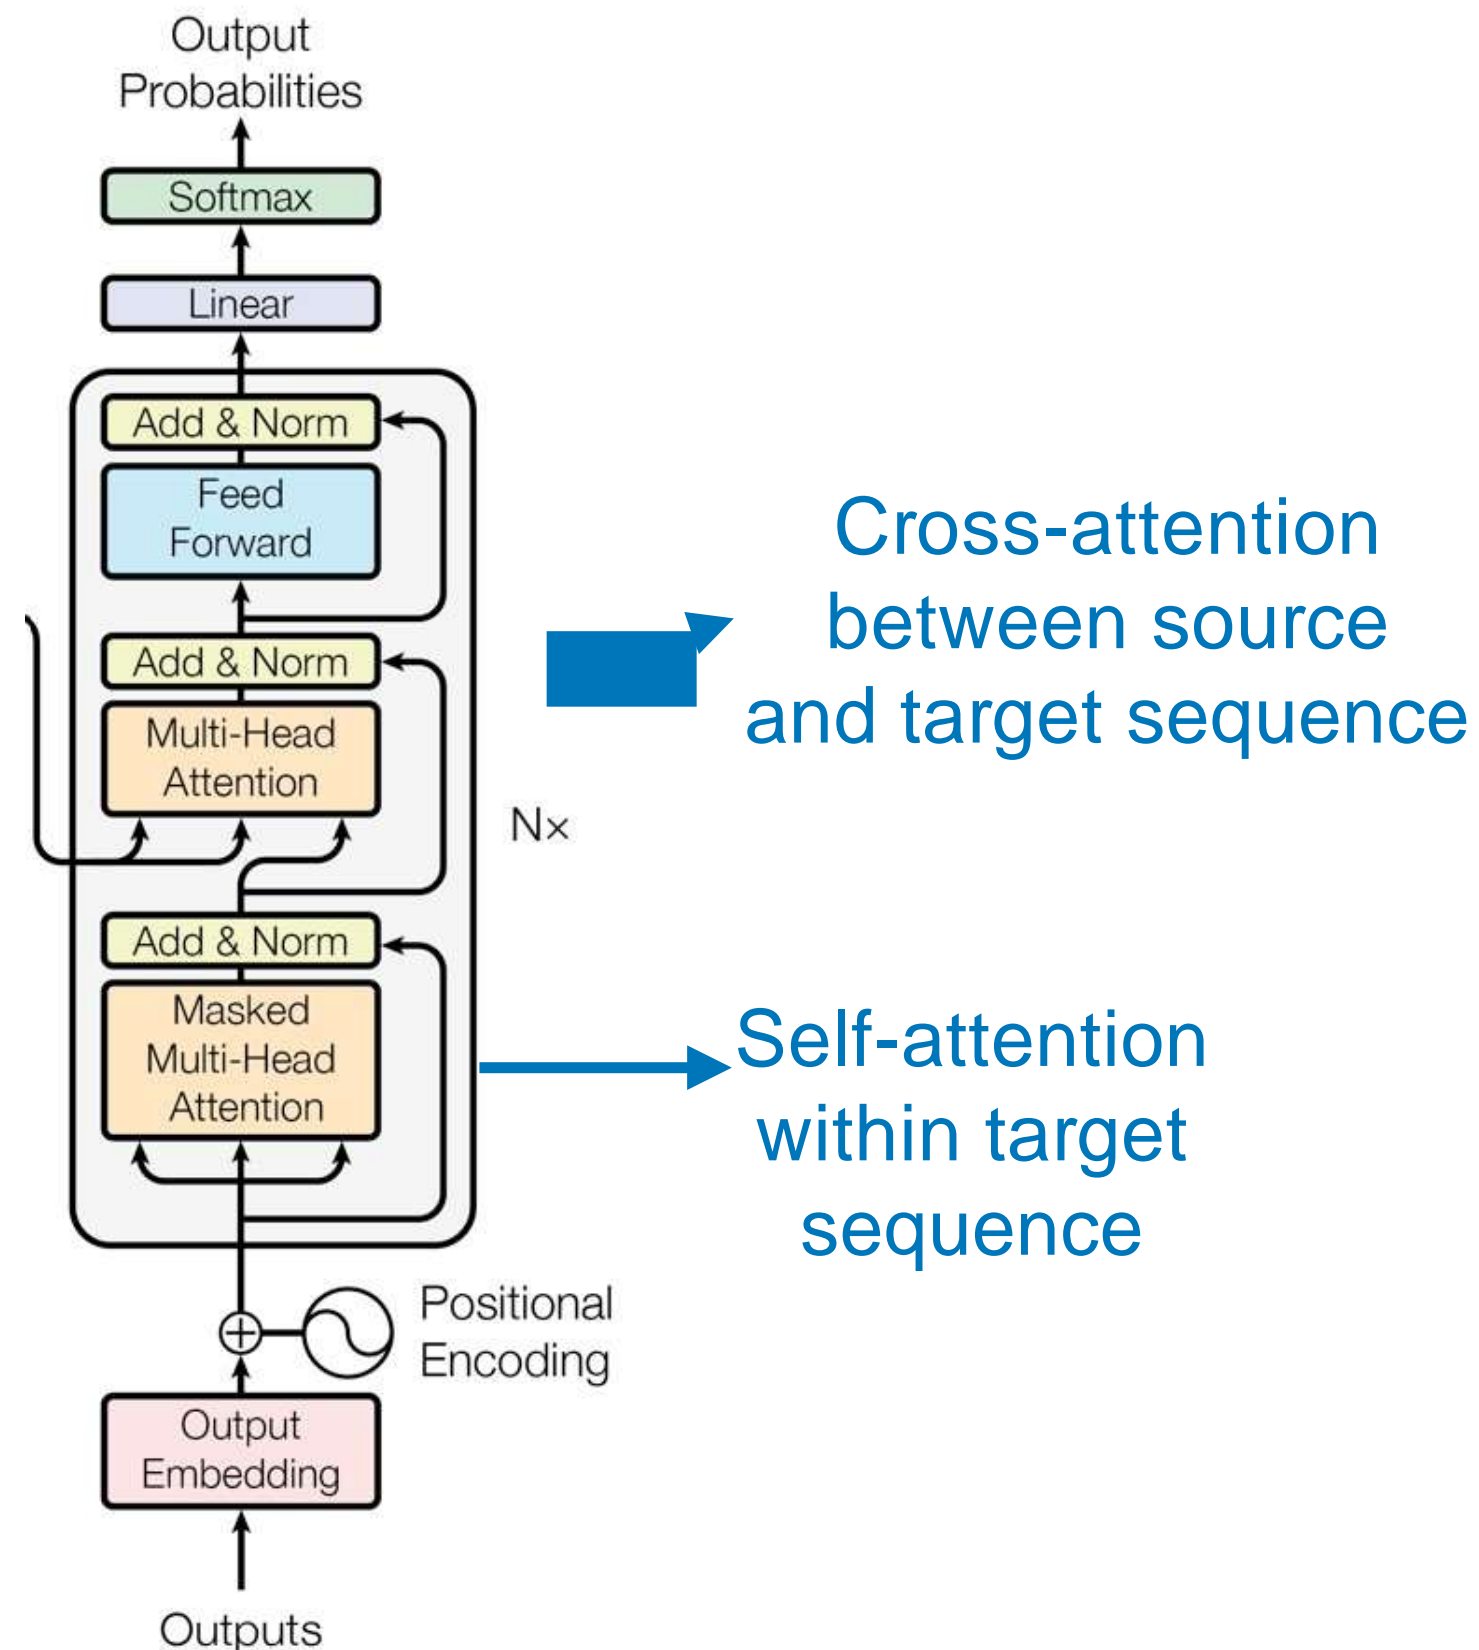 Output
Probabilities
Softmax
Linear
Add & Norm
Feed
Forward
Add & Norm
Multi-Head
Attention
N×
Add & Norm
Masked
Multi-Head
Attention
Positional
Encoding
Output
Embedding
Outputs
Cross-attention
between source
and target sequence
Self-attention
within target
sequence